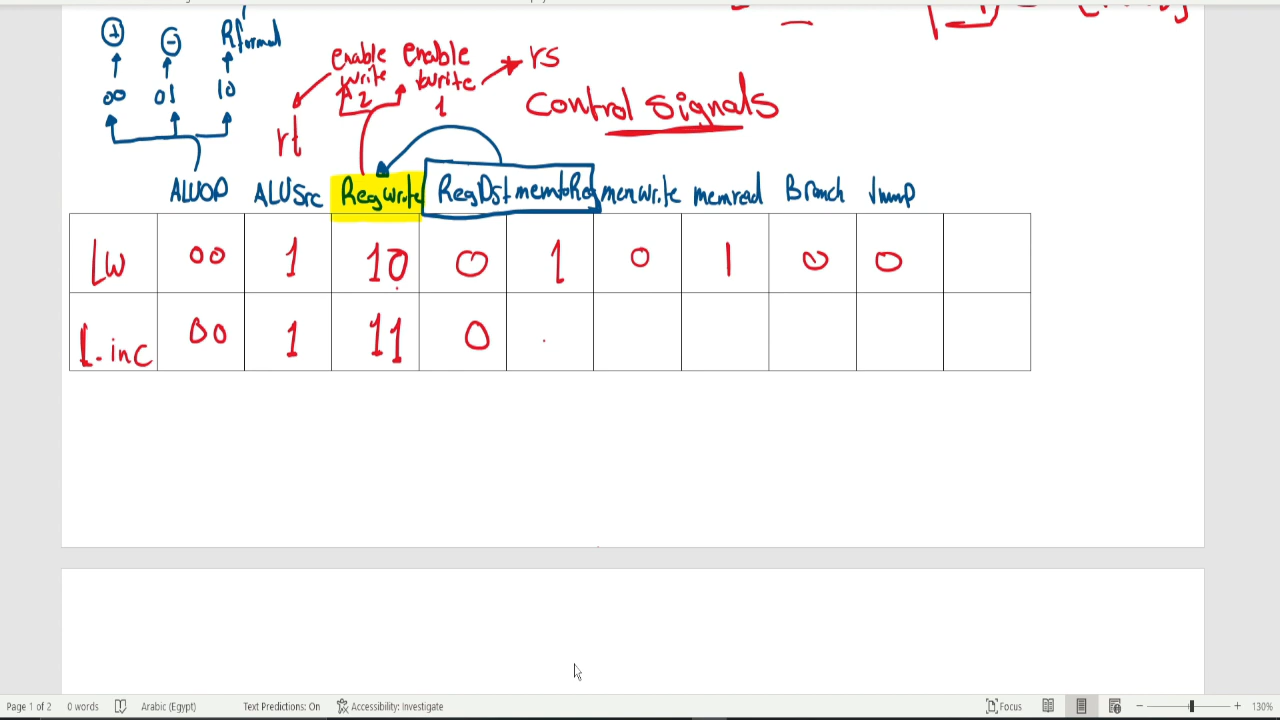 R formal
00 01 10
enable write 2
enable write 1
rs
rt
Control signals
ALUOP ALUSrc RegWrite RegDst memtoReg memwrite memread Branch Jump
LW 00 1 10 0 1 0 1 0 0
L.inc 00 1 11 0
Page 1 of 2 0 words Arabic (Egypt) Text Predictions: On Accessibility: Investigate Focus 130%